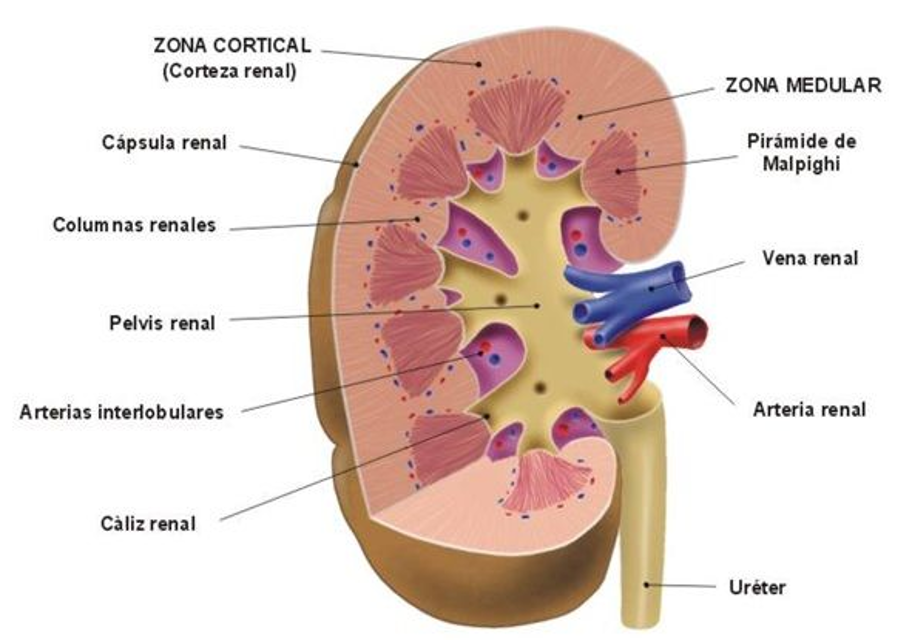 ZONA CORTICAL
(Corteza renal)
ZONA MEDULAR
Cápsula renal
Pirámide de
Malpighi
Columnas renales
Vena renal
Pelvis renal
Arterias interlobulares
Arteria renal
Càliz renal
Uréter